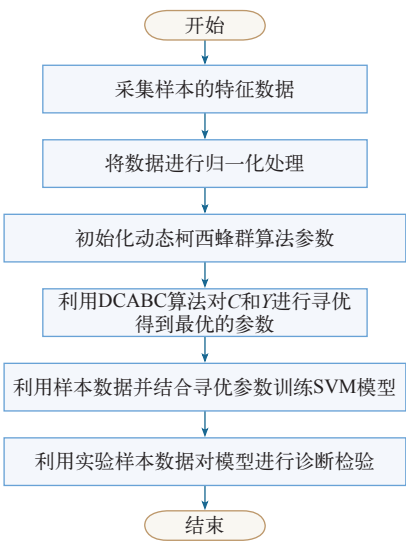 开始
采集样本的特征数据
将数据进行归一化处理
初始化动态柯西蜂群算法参数
利用DCABC算法对C和Y进行寻优
得到最优的参数
利用样本数据并结合寻优参数训练SVM模型
利用实验样本数据对模型进行诊断检验
结束